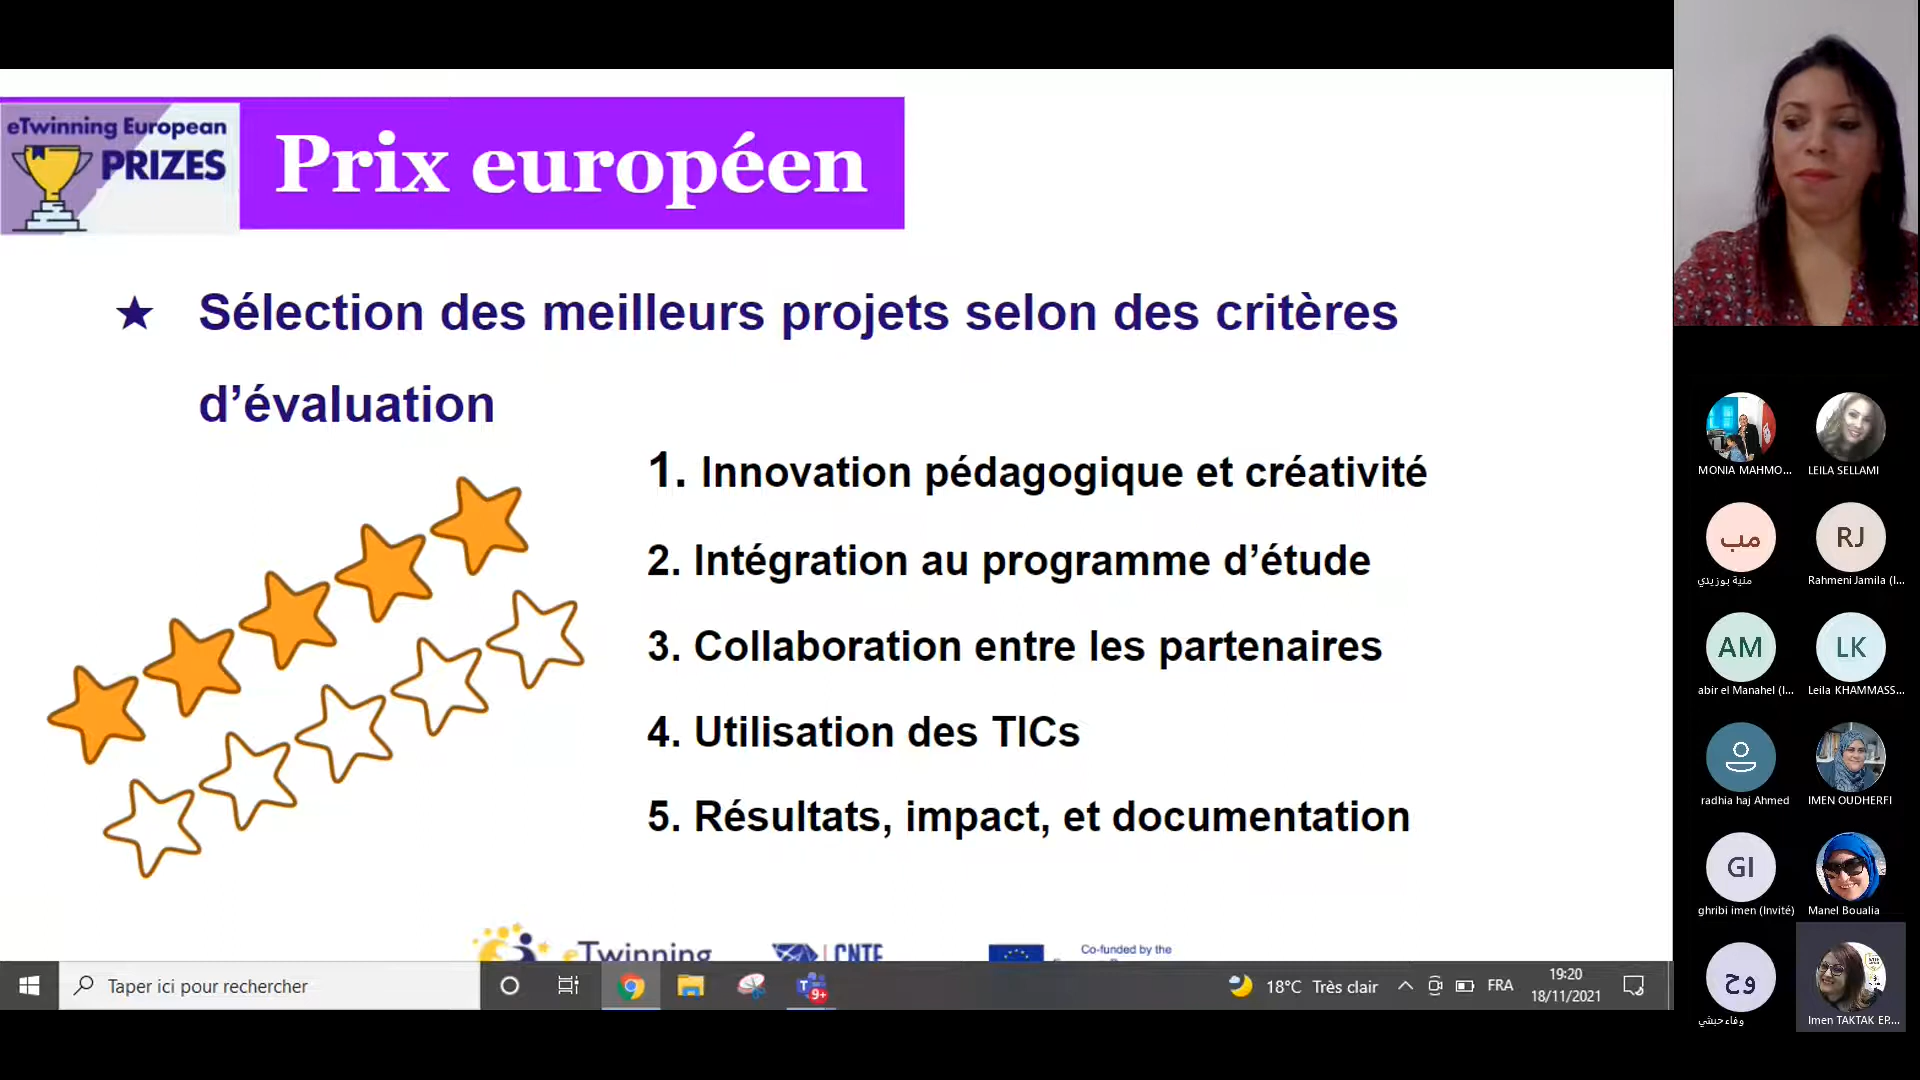 eTwinning European
PRIZES
Prix européen
★ Sélection des meilleurs projets selon des critères
d’évaluation
1. Innovation pédagogique et créativité
2. Intégration au programme d’étude
3. Collaboration entre les partenaires
4. Utilisation des TICs
5. Résultats, impact, et documentation
eTwinning
CNTE
Co-funded by the
Taper ici pour rechercher
9+
18°C Très clair
FRA
19:20
18/11/2021
MONIA MAHMO...
LEILA SELLAMI
مب
RJ
منية بوزيدي
Rahmeni Jamila (I...
AM
LK
abir el Manahel (I...
Leila KHAMMASS...
radhia haj Ahmed
IMEN OUDHERFI
GI
ghribi imen (Invité)
Manel Boualia
وح
وفاء حبشي
Imen TAKTAK EP....